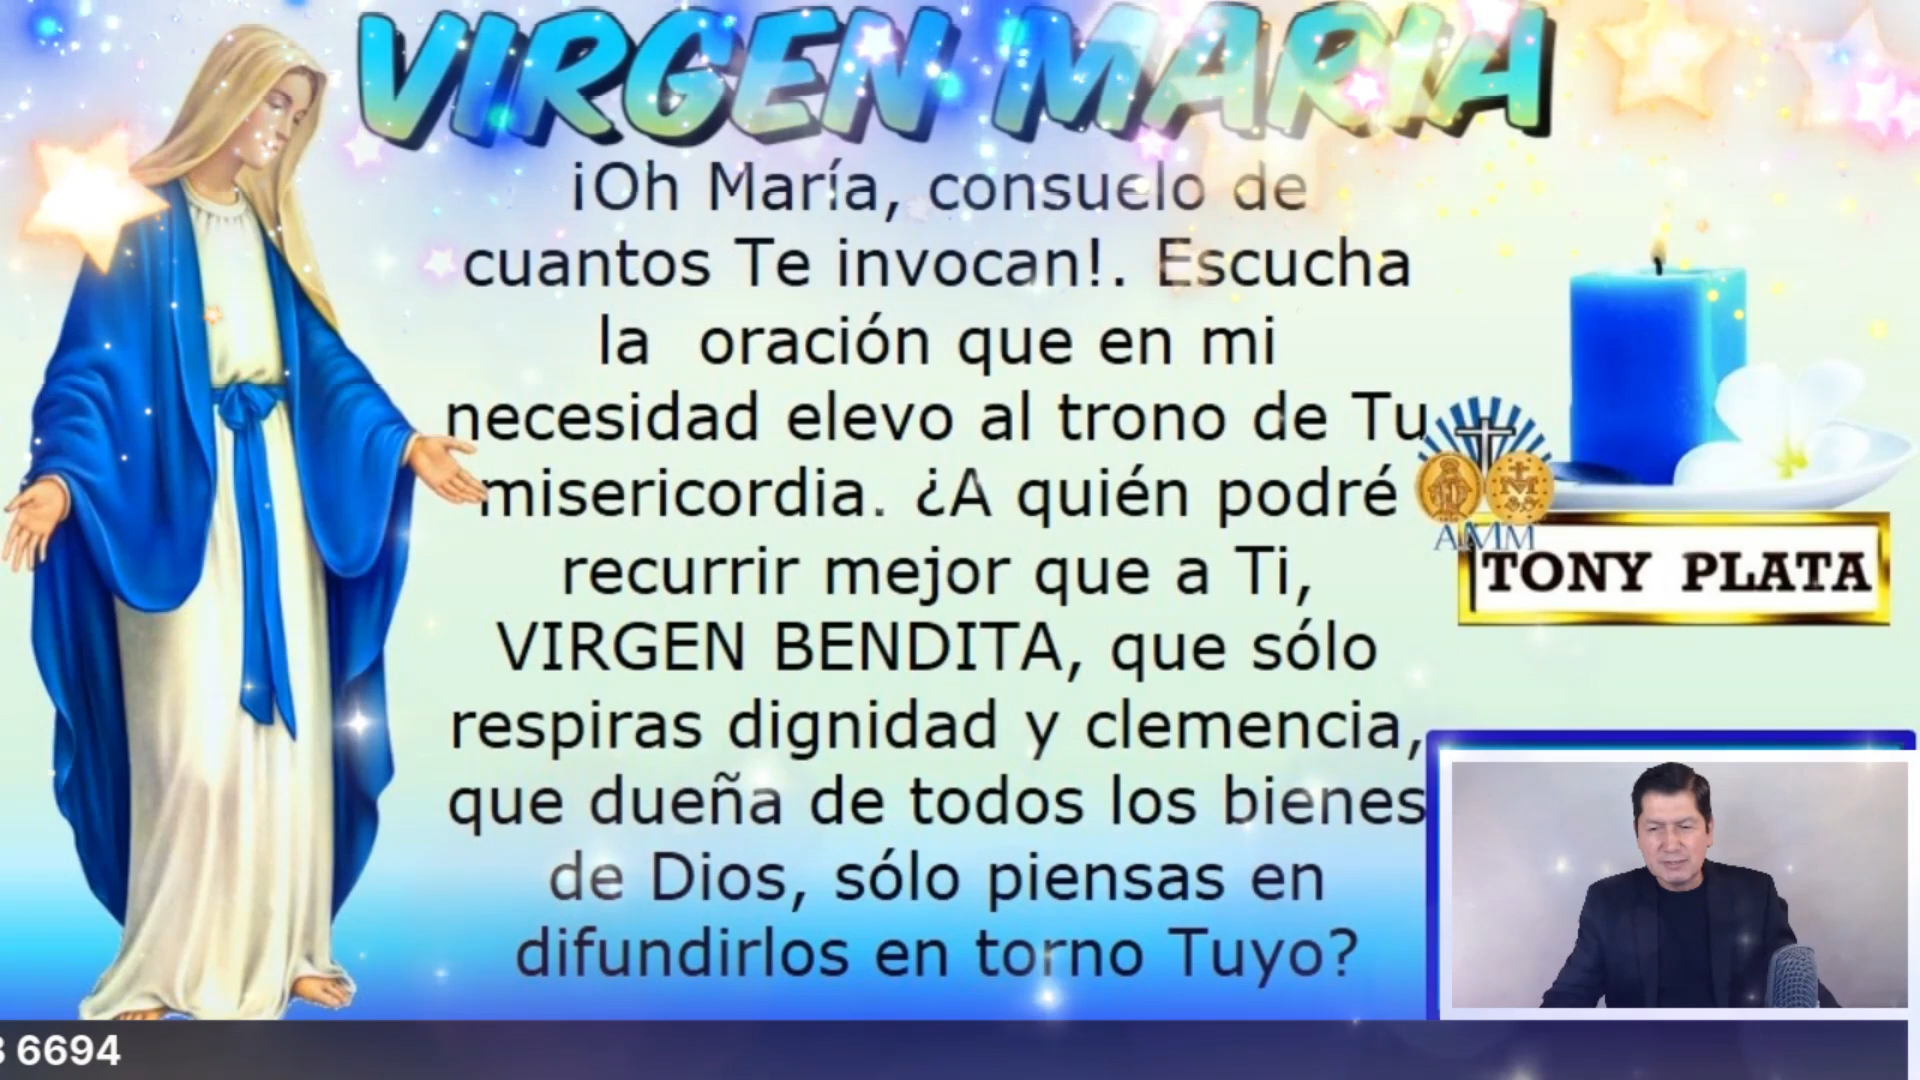 VIRGEN MARIA
¡Oh María, consuelo de
cuantos Te invocan!. Escucha
la oración que en mi
necesidad elevo al trono de Tu
misericordia. ¿A quién podré
recurrir mejor que a Ti,
VIRGEN BENDITA, que sólo
respiras dignidad y clemencia,
que dueña de todos los bienes
de Dios, sólo piensas en
difundirlos en torno Tuyo?
AMM
TONY PLATA
6694